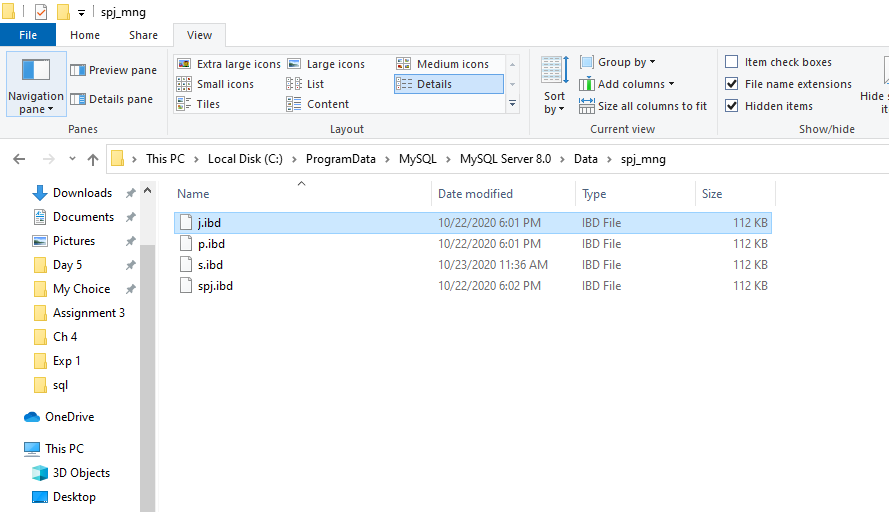 spj_mng
File Home Share View
Navigation pane
Preview pane
Details pane
Panes
Extra large icons Large icons Medium icons
Small icons List Details
Tiles Content
Layout
Sort by
Group by
Add columns
Size all columns to fit
Current view
Item check boxes
File name extensions
Hidden items
Hide s
it
Show/hide
This PC > Local Disk (C:) > ProgramData > MySQL > MySQL Server 8.0 > Data > spj_mng
Downloads
Documents
Pictures
Day 5
My Choice
Assignment 3
Ch 4
Exp 1
sql
OneDrive
This PC
3D Objects
Desktop
Name Date modified Type Size
j.ibd 10/22/2020 6:01 PM IBD File 112 KB
p.ibd 10/22/2020 6:01 PM IBD File 112 KB
s.ibd 10/23/2020 11:36 AM IBD File 112 KB
spj.ibd 10/22/2020 6:02 PM IBD File 112 KB